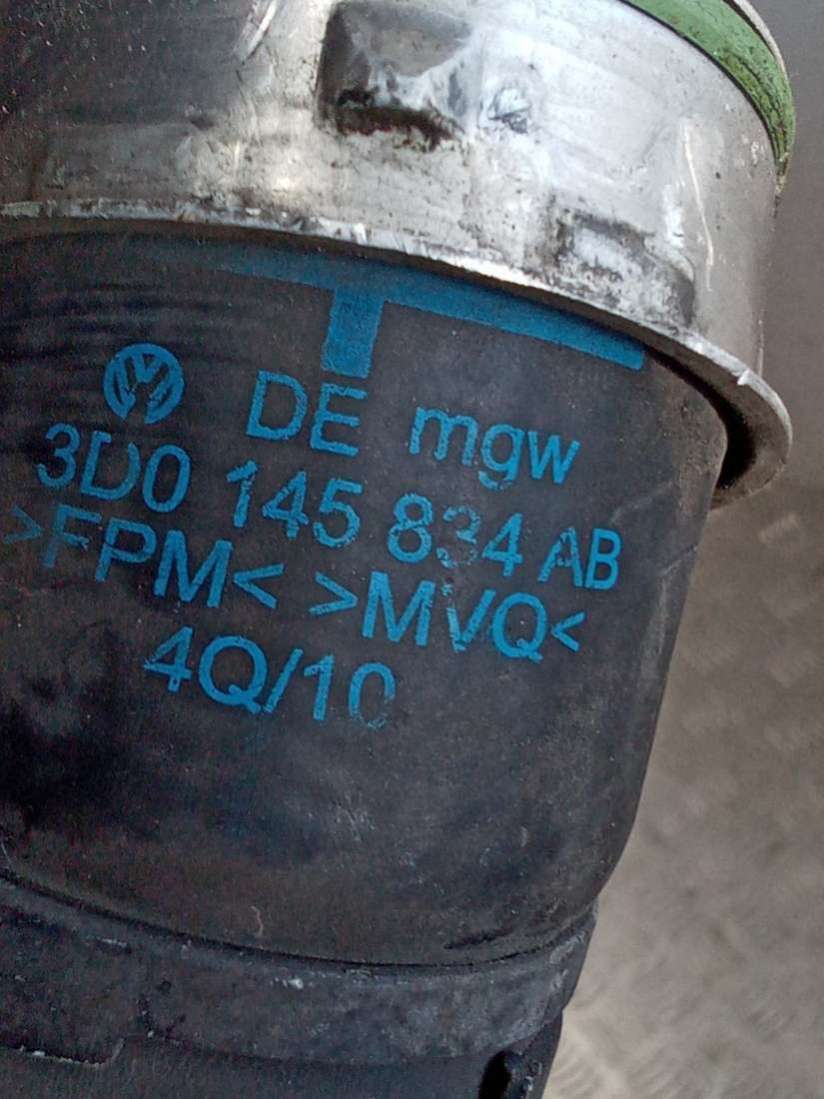 DE mgw
3D0 145 834 AB
>FPM< >MVQ<
4Q/10